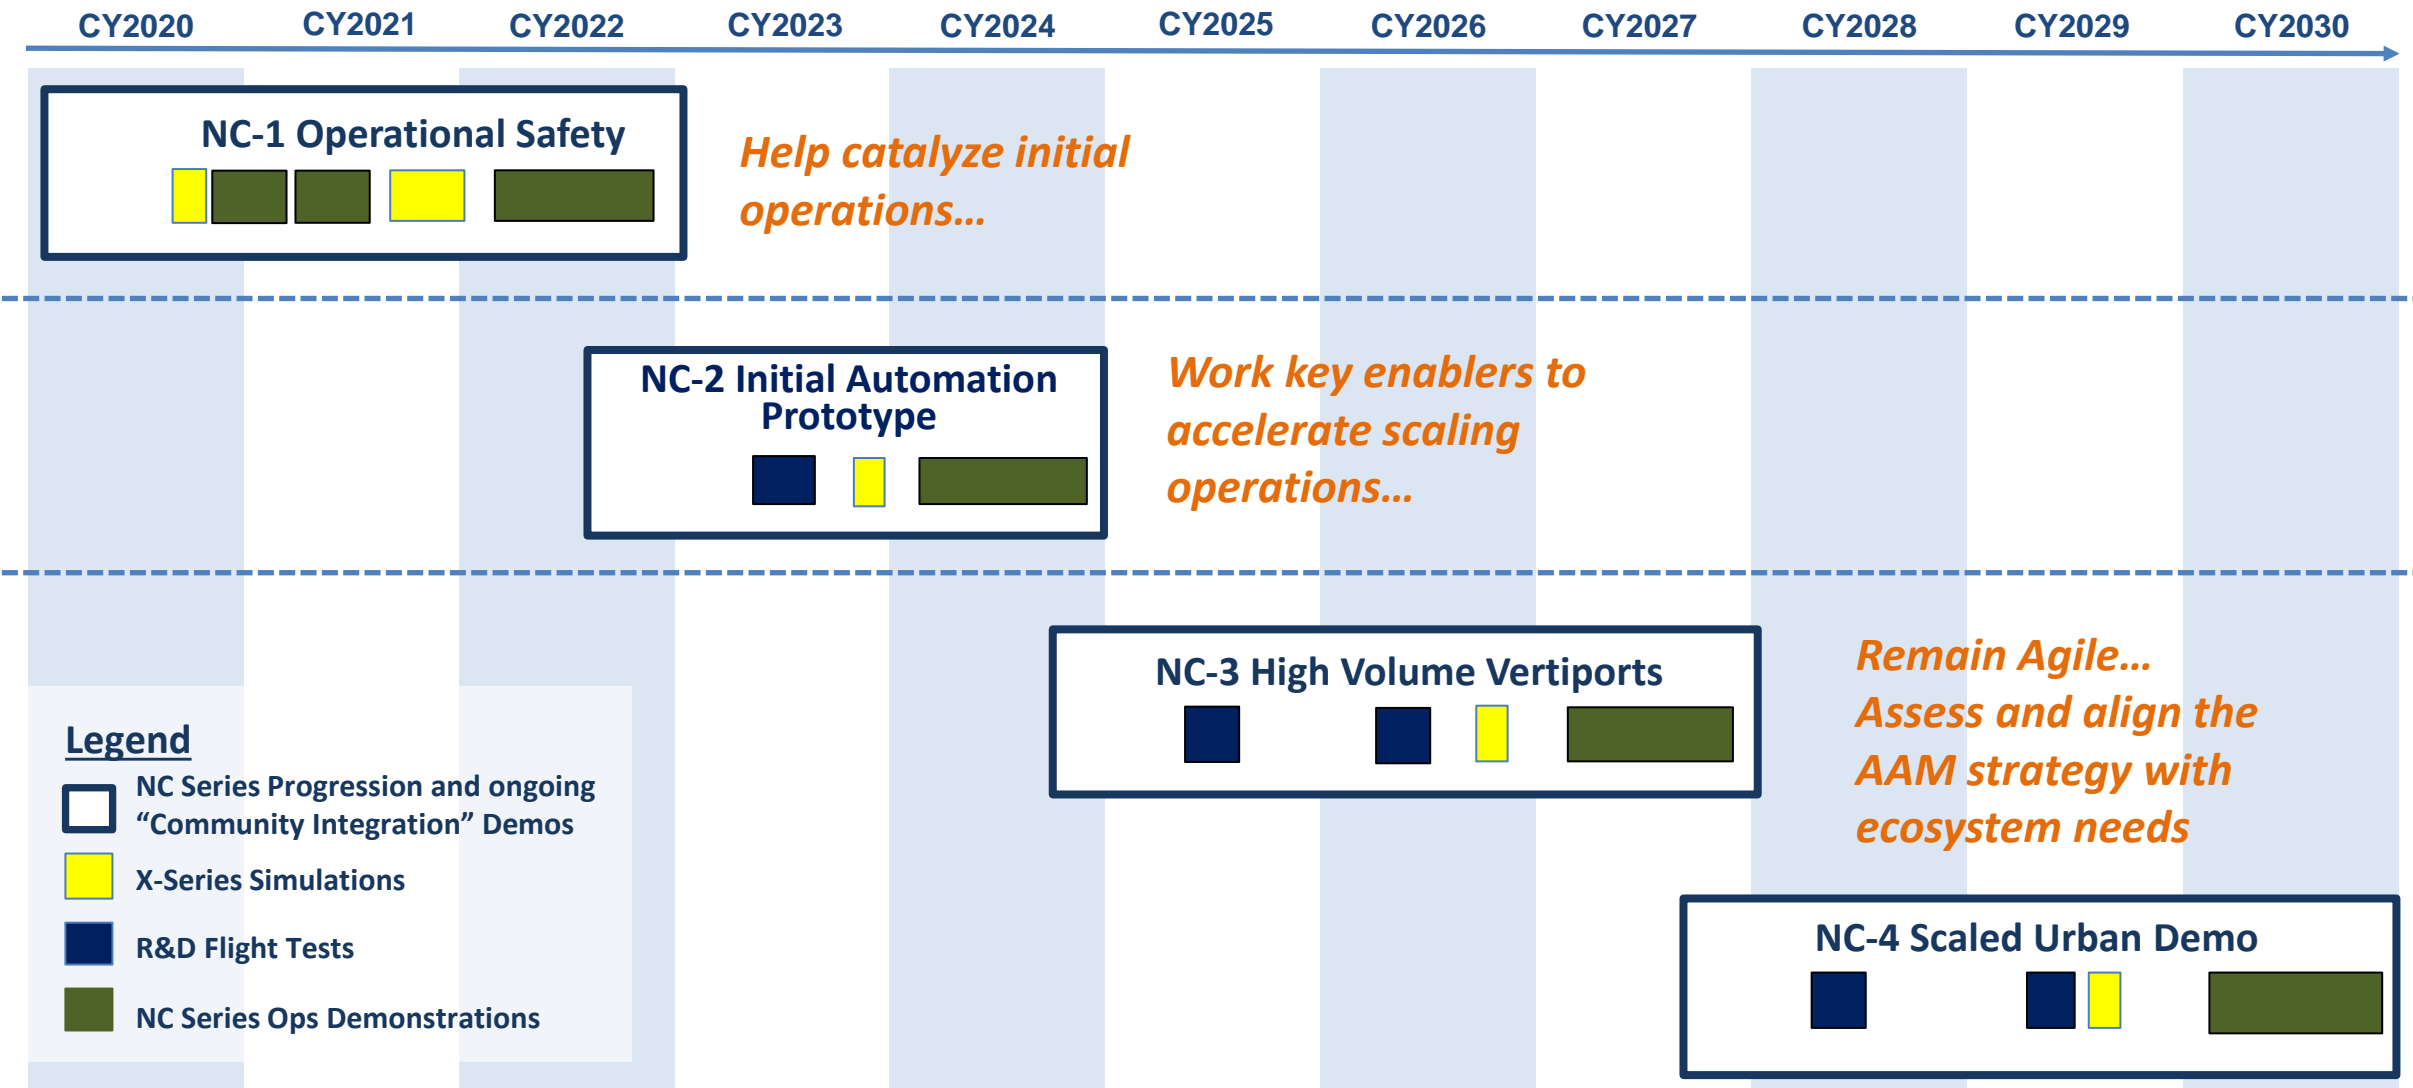 CY2020 CY2021 CY2022 CY2023 CY2024 CY2025 CY2026 CY2027 CY2028 CY2029 CY2030
NC-1 Operational Safety
Help catalyze initial
operations…
NC-2 Initial Automation
Prototype
Work key enablers to
accelerate scaling
operations…
NC-3 High Volume Vertiports
Remain Agile…
Assess and align the
AAM strategy with
ecosystem needs
NC-4 Scaled Urban Demo
Legend
NC Series Progression and ongoing
“Community Integration” Demos
X-Series Simulations
R&D Flight Tests
NC Series Ops Demonstrations